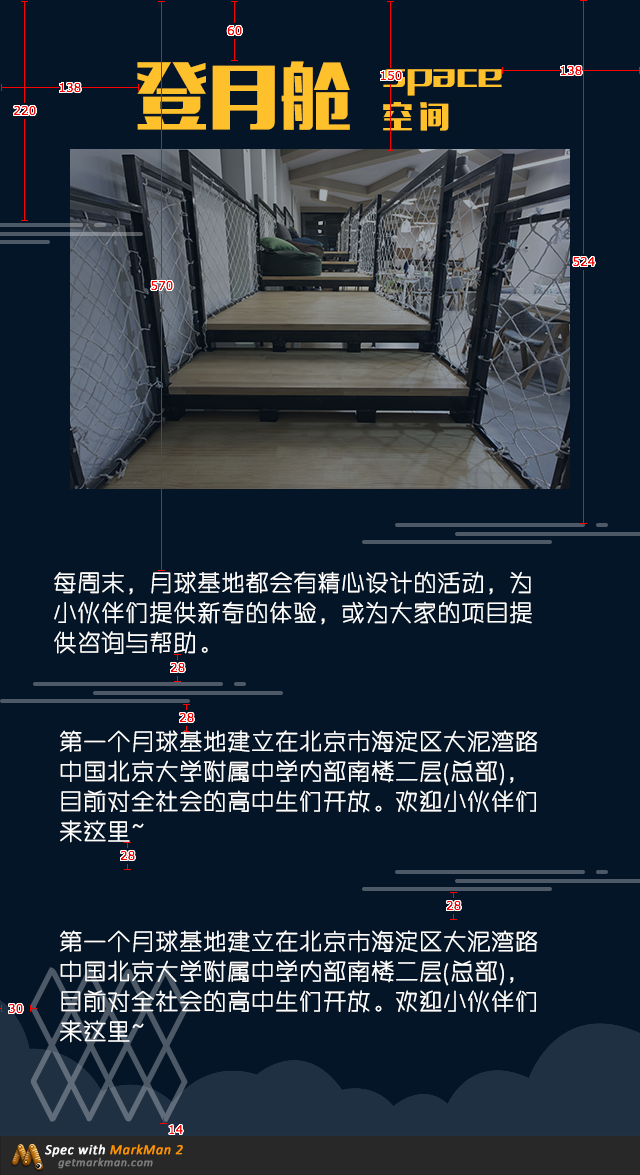 60
138
登月舱
150
space
138
220
空间
524
570
每周末，月球基地都会有精心设计的活动，为
小伙伴们提供新奇的体验，或为大家的项目提
供咨询与帮助。
28
28
第一个月球基地建立在北京市海淀区大泥湾路
中国北京大学附属中学内部南楼二层(总部)，
目前对全社会的高中生们开放。欢迎小伙伴们
来这里~
28
28
第一个月球基地建立在北京市海淀区大泥湾路
中国北京大学附属中学内部南楼二层(总部)，
目前对全社会的高中生们开放。欢迎小伙伴们
30
来这里~
14
Spec with MarkMan 2
getmarkman.com